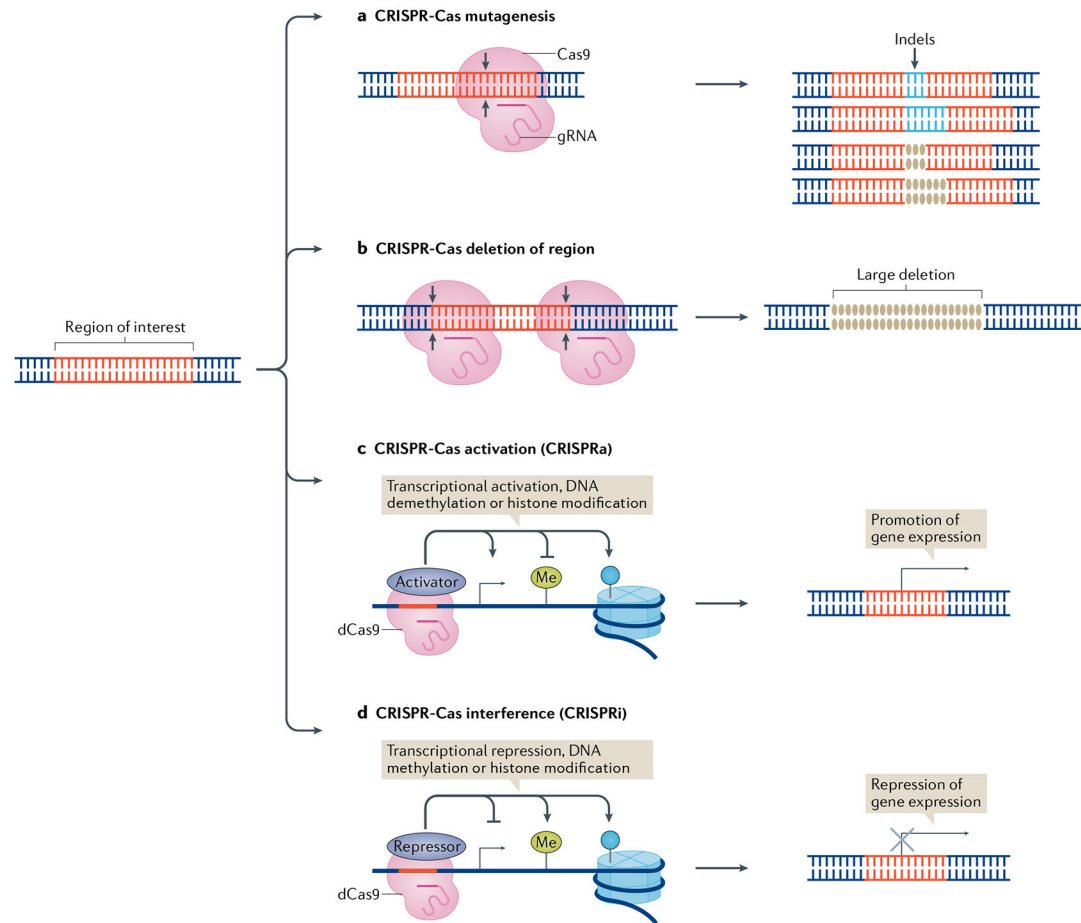 a CRISPR-Cas mutagenesis
Cas9
gRNA
Indels
b CRISPR-Cas deletion of region
Large deletion
Region of interest
c CRISPR-Cas activation (CRISPRa)
Transcriptional activation, DNA
demethylation or histone modification
Activator
Me
dCas9
Promotion of
gene expression
d CRISPR-Cas interference (CRISPRi)
Transcriptional repression, DNA
methylation or histone modification
Repressor
Me
dCas9
Repression of
gene expression